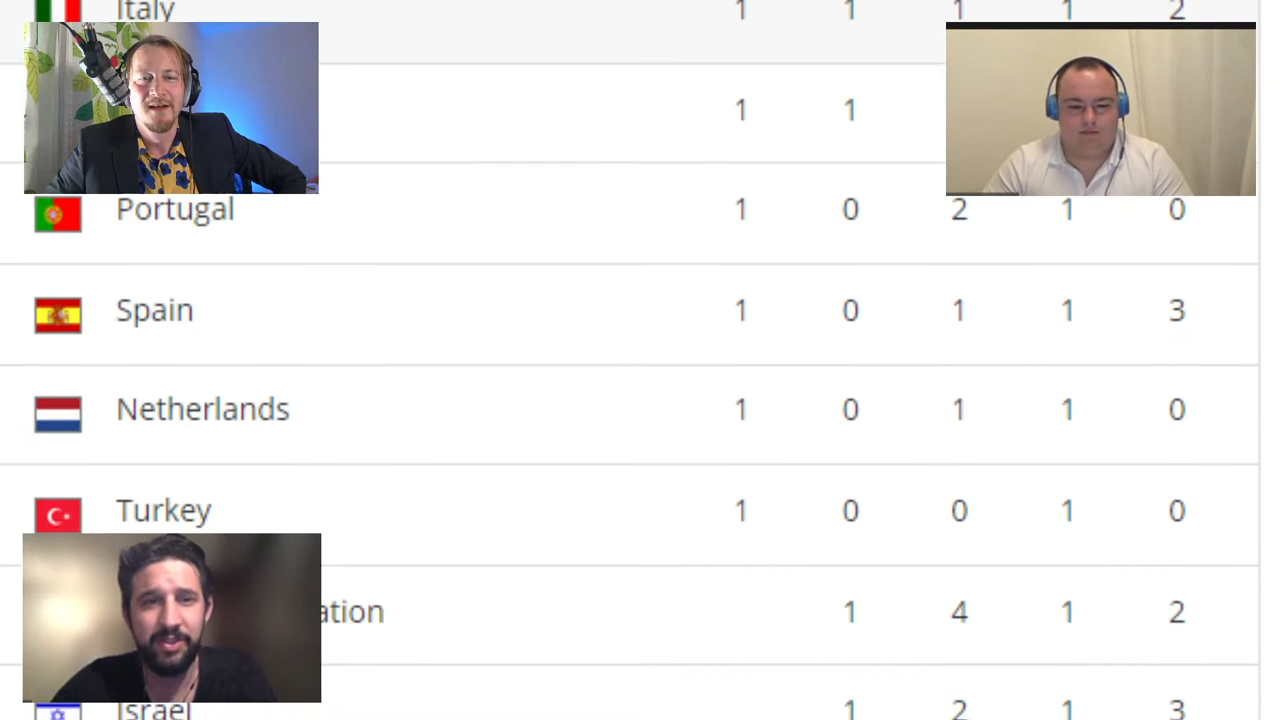 Italy 1 1 1 1 2
1 1
Portugal 1 0 2 1 0
Spain 1 0 1 1 3
Netherlands 1 0 1 1 0
Turkey 1 0 0 1 0
ation 1 4 1 2
Israel 1 2 1 3